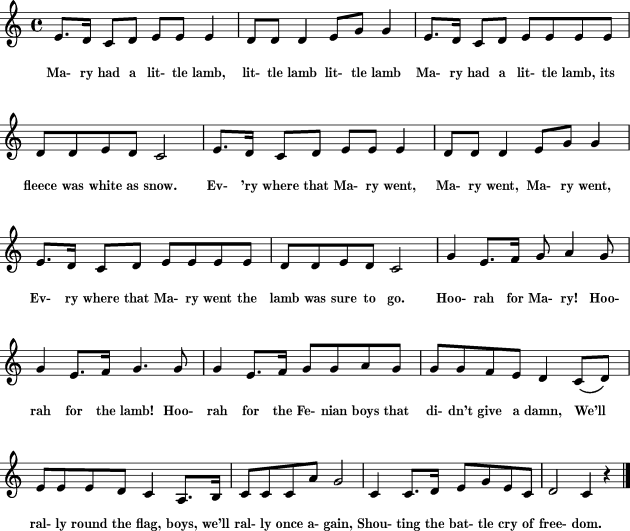 Ma- ry had a lit- tle lamb, lit- tle lamb lit- tle lamb Ma- ry had a lit- tle lamb, its
fleece was white as snow. Ev- 'ry where that Ma- ry went, Ma- ry went, Ma- ry went,
Ev- ry where that Ma- ry went the lamb was sure to go. Hoo- rah for Ma- ry! Hoo-
rah for the lamb! Hoo- rah for the Fe- nian boys that di- dn't give a damn, We'll
ral- ly round the flag, boys, we'll ral- ly once a- gain, Shou- ting the bat- tle cry of free- dom.